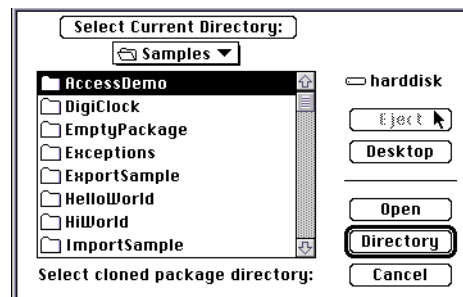 Select Current Directory:
Samples
AccessDemo
DigiClock
EmptyPackage
Exceptions
ExportSample
HelloWorld
HiWorld
ImportSample
Select cloned package directory:
harddisk
Eject
Desktop
Open
Directory
Cancel